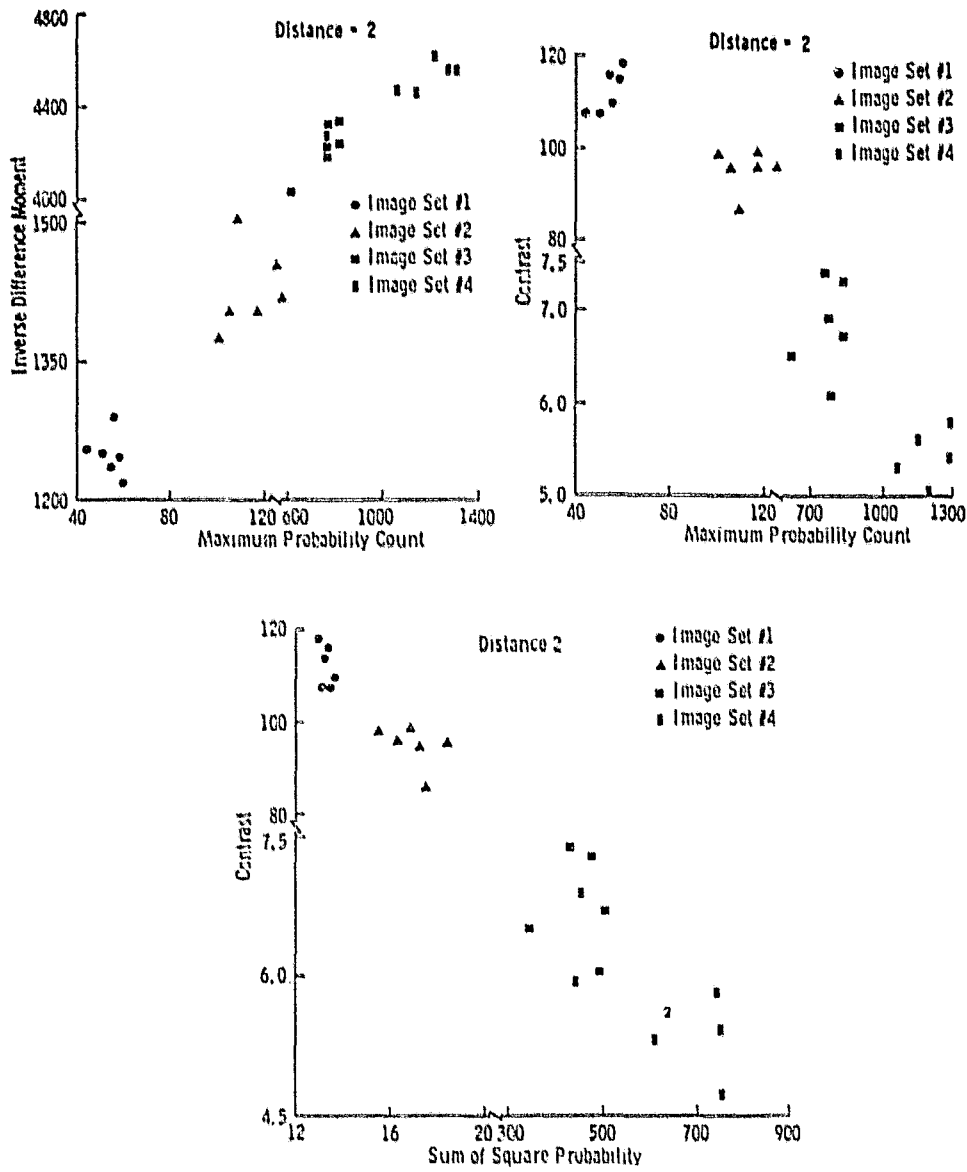 Distance = 2
4800
4400
4000
1500
1350
1200
Inverse Difference Moment
Image Set #1
Image Set #2
Image Set #3
Image Set #4
40 80 120 600 1000 1400
Maximum Probability Count
Distance = 2
120
100
80
7.5
7.0
6.0
5.0
Contrast
Image Set #1
Image Set #2
Image Set #3
Image Set #4
40 80 120 700 1000 1300
Maximum Probability Count
Distance 2
120
100
80
7.5
6.0
4.5
Contrast
Image Set #1
Image Set #2
Image Set #3
Image Set #4
2
2
12 16 20 300 500 700 900
Sum of Square Probability